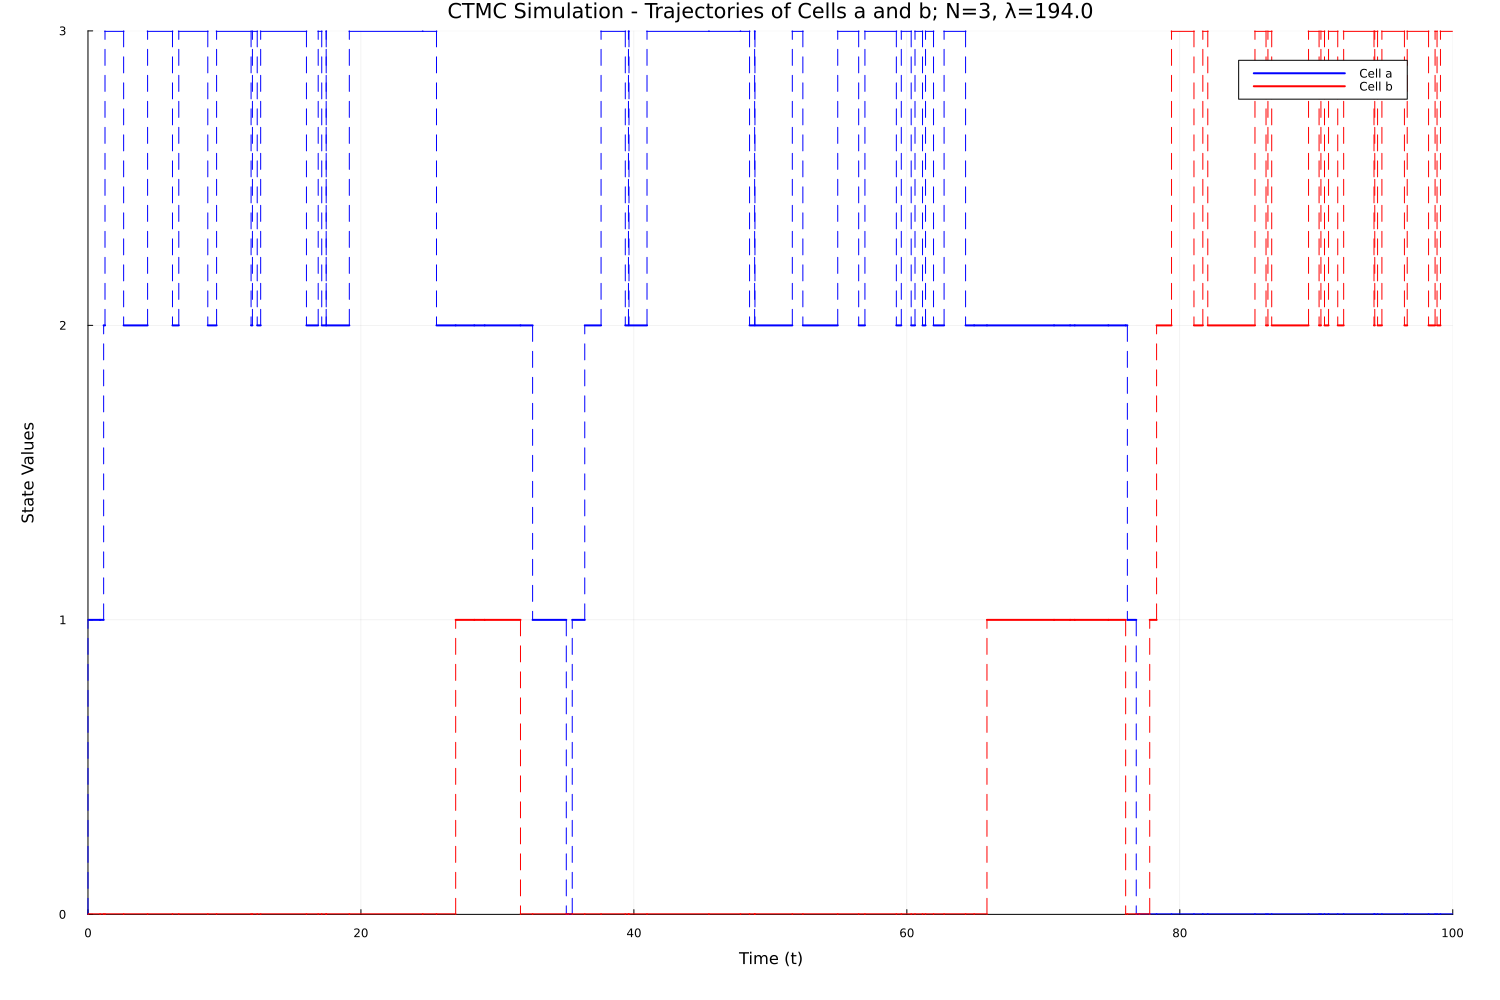 CTMC Simulation - Trajectories of Cells a and b; N=3, λ=194.0
3
Cell a
Cell b
2
State Values
1
0
0 20 40 60 80 100
Time (t)